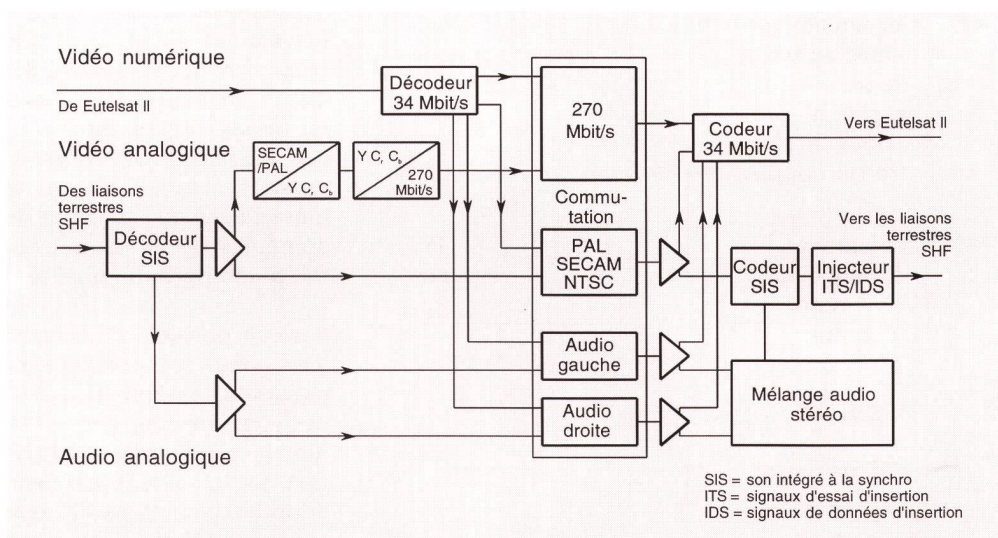 Vidéo numérique
De Eutelsat II
Décodeur
34 Mbit/s
270
Mbit/s
Codeur
34 Mbit/s
Vers Eutelsat II
Vidéo analogique
SECAM
/PAL
Y Cr Cb
Y Cr Cb
270
Mbit/s
Des liaisons
terrestres
SHF
Décodeur
SIS
Commu-
tation
PAL
SECAM
NTSC
Vers les liaisons
terrestres
SHF
Codeur
SIS
Injecteur
ITS/IDS
Audio
gauche
Audio
droite
Mélange audio
stéréo
Audio analogique
SIS = son intégré à la synchro
ITS = signaux d'essai d'insertion
IDS = signaux de données d'insertion